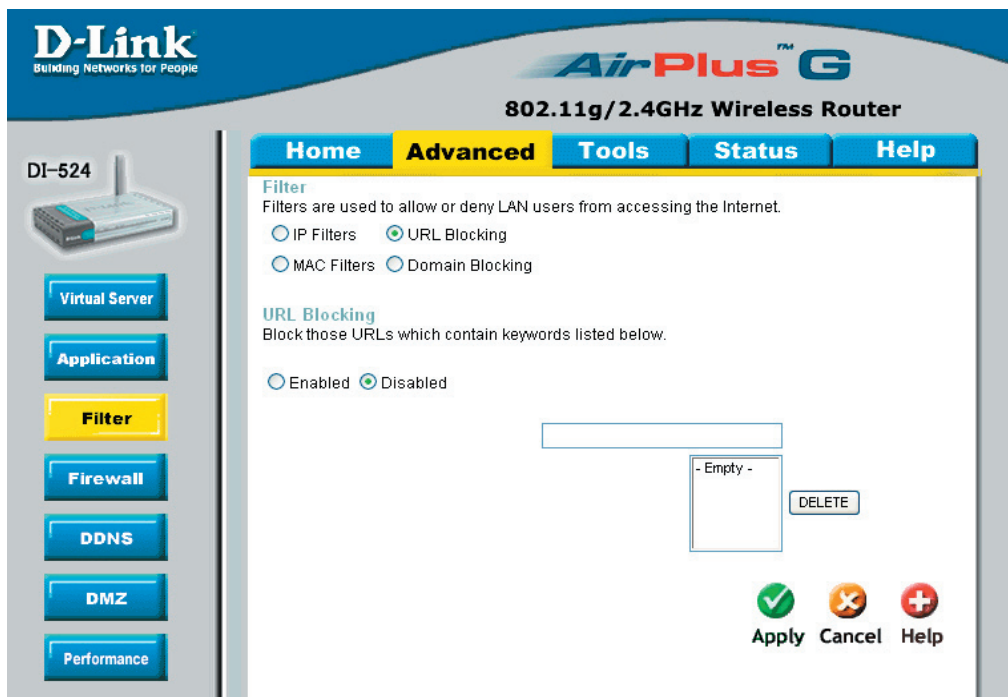 D-Link
Building Networks for People
AirPlus™ G
802.11g/2.4GHz Wireless Router
DI-524
Home Advanced Tools Status Help
Virtual Server
Application
Filter
Firewall
DDNS
DMZ
Performance
Filter
Filters are used to allow or deny LAN users from accessing the Internet.
IP Filters URL Blocking
MAC Filters Domain Blocking
URL Blocking
Block those URLs which contain keywords listed below.
Enabled Disabled
- Empty -
DELETE
Apply Cancel Help